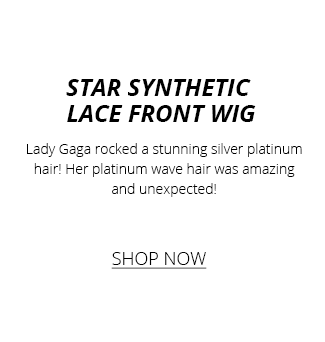 STAR SYNTHETIC
LACE FRONT WIG
Lady Gaga rocked a stunning silver platinum
hair! Her platinum wave hair was amazing
and unexpected!
SHOP NOW